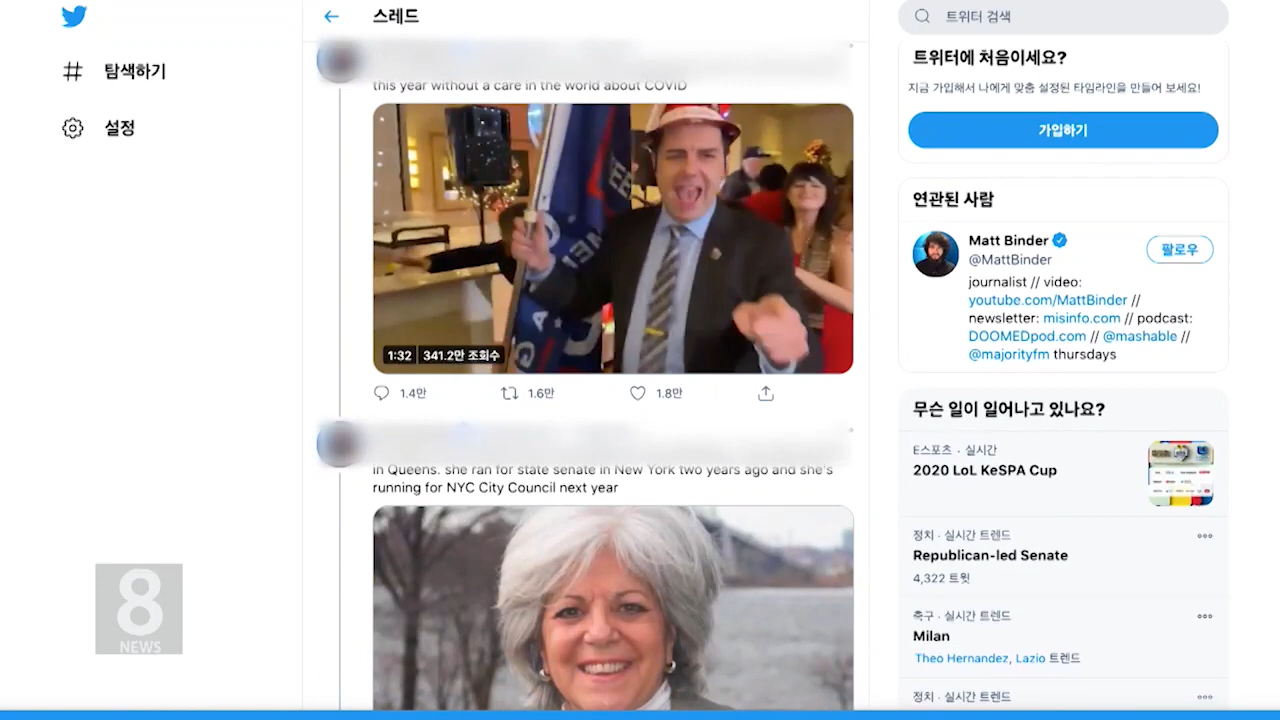 스레드
트위터 검색
탐색하기
설정
this year without a care in the world about COVID
1:32
341.2만 조회수
1.4만
1.6만
1.8만
in Queens. she ran for state senate in New York two years ago and she's
running for NYC City Council next year
트위터에 처음이세요?
지금 가입해서 나에게 맞춤 설정된 타임라인을 만들어 보세요!
가입하기
연관된 사람
Matt Binder
@MattBinder
팔로우
journalist // video:
youtube.com/MattBinder //
newsletter: misinfo.com // podcast:
DOOMEDpod.com // @mashable //
@majorityfm thursdays
무슨 일이 일어나고 있나요?
E스포츠 · 실시간
2020 LoL KeSPA Cup
정치 · 실시간 트렌드
Republican-led Senate
4,322 트윗
축구 · 실시간 트렌드
Milan
Theo Hernandez, Lazio 트렌드
정치 · 실시간 트렌드
8
NEWS